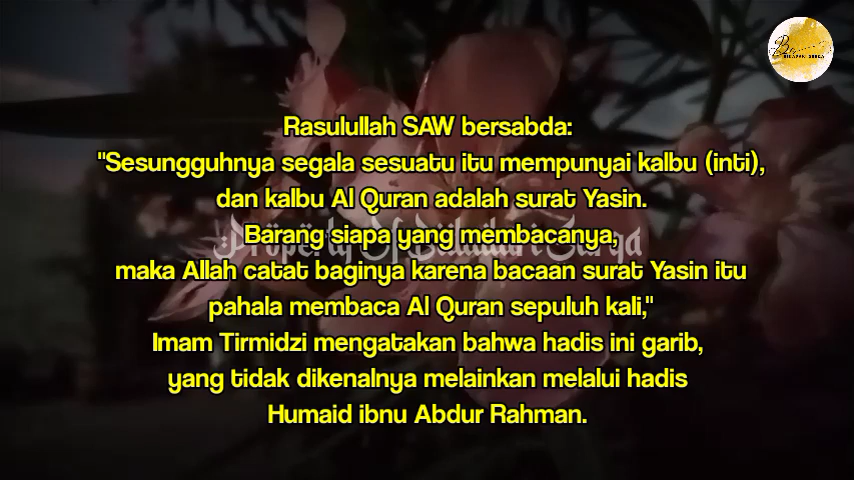 Rasulullah SAW bersabda:
"Sesungguhnya segala sesuatu itu mempunyai kalbu (inti),
dan kalbu Al Quran adalah surat Yasin.
Barang siapa yang membacanya,
maka Allah catat baginya karena bacaan surat Yasin itu
pahala membaca Al Quran sepuluh kali,"
Imam Tirmidzi mengatakan bahwa hadis ini garib,
yang tidak dikenalnya melainkan melalui hadis
Humaid ibnu Abdur Rahman.